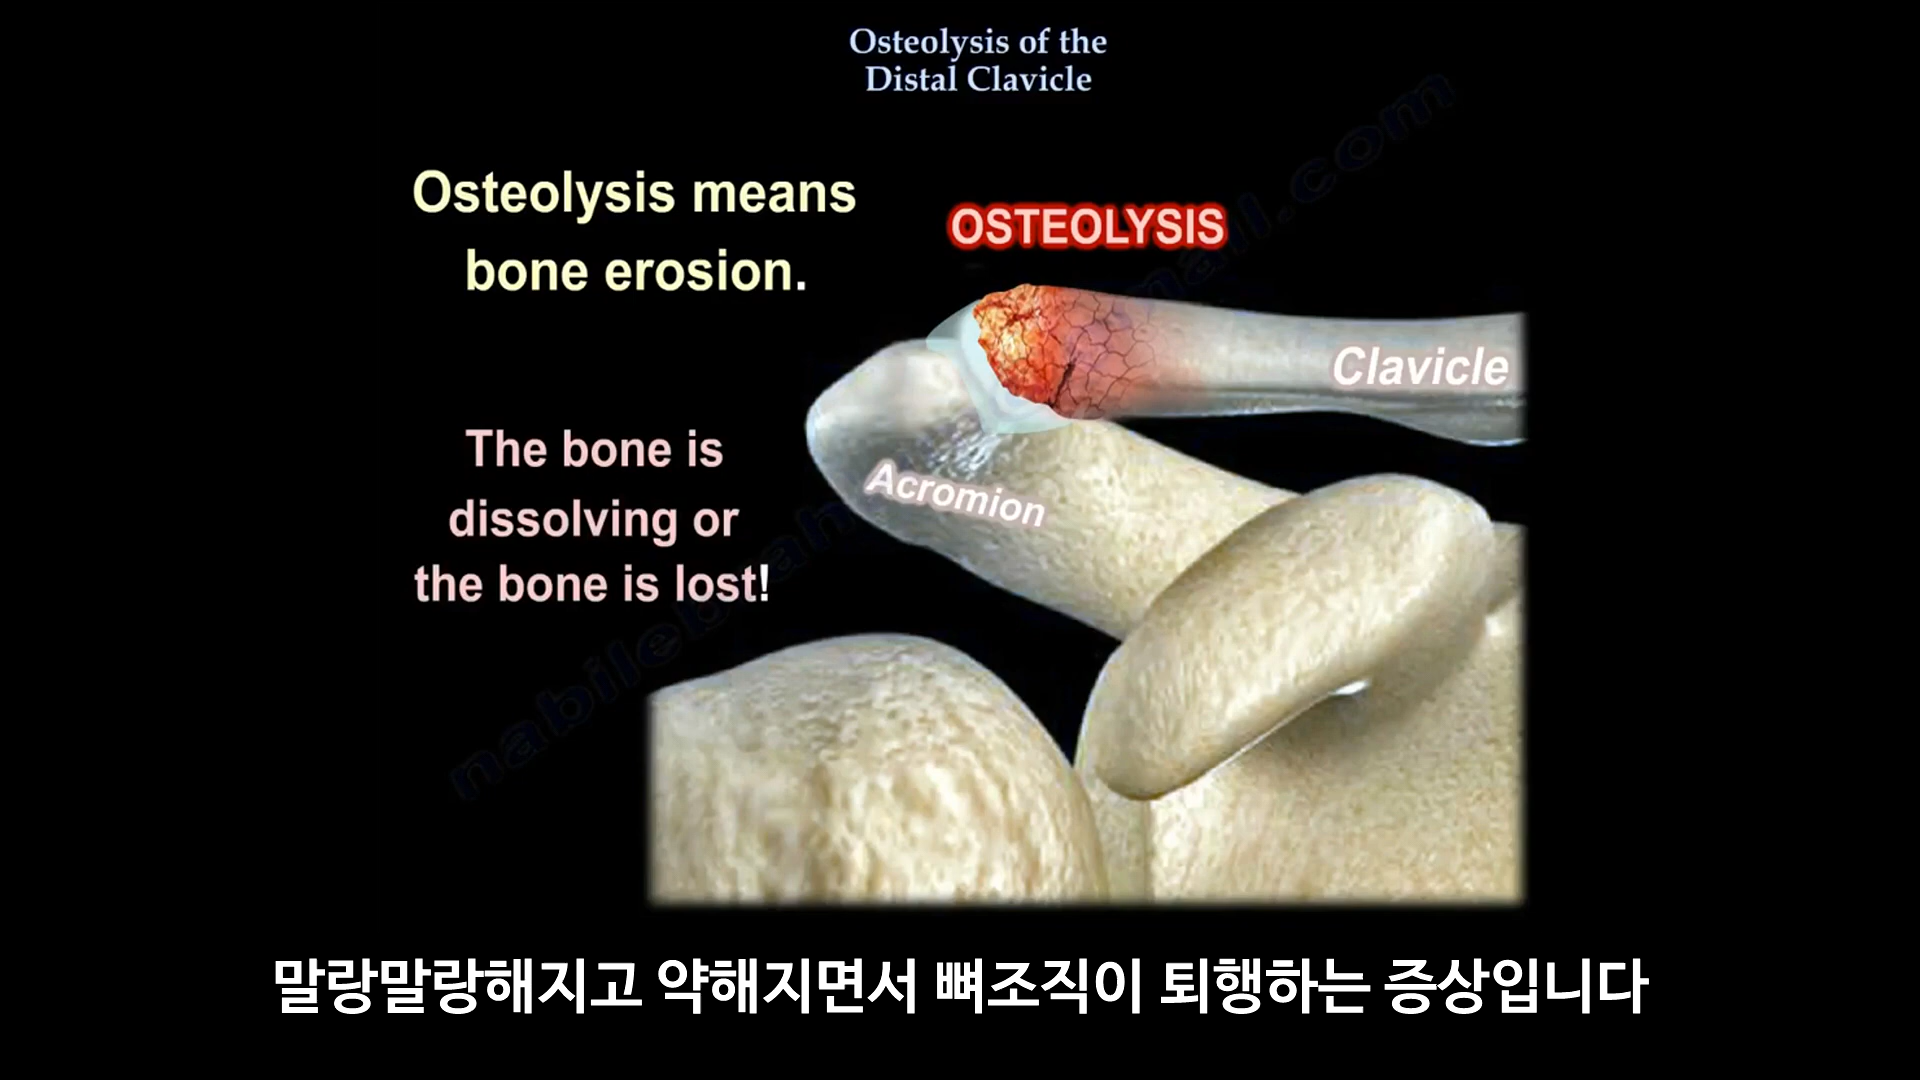 Osteolysis of the
Distal Clavicle
Osteolysis means
bone erosion.
OSTEOLYSIS
Clavicle
Acromion
The bone is
dissolving or
the bone is lost!
말랑말랑해지고 약해지면서 뼈조직이 퇴행하는 증상입니다